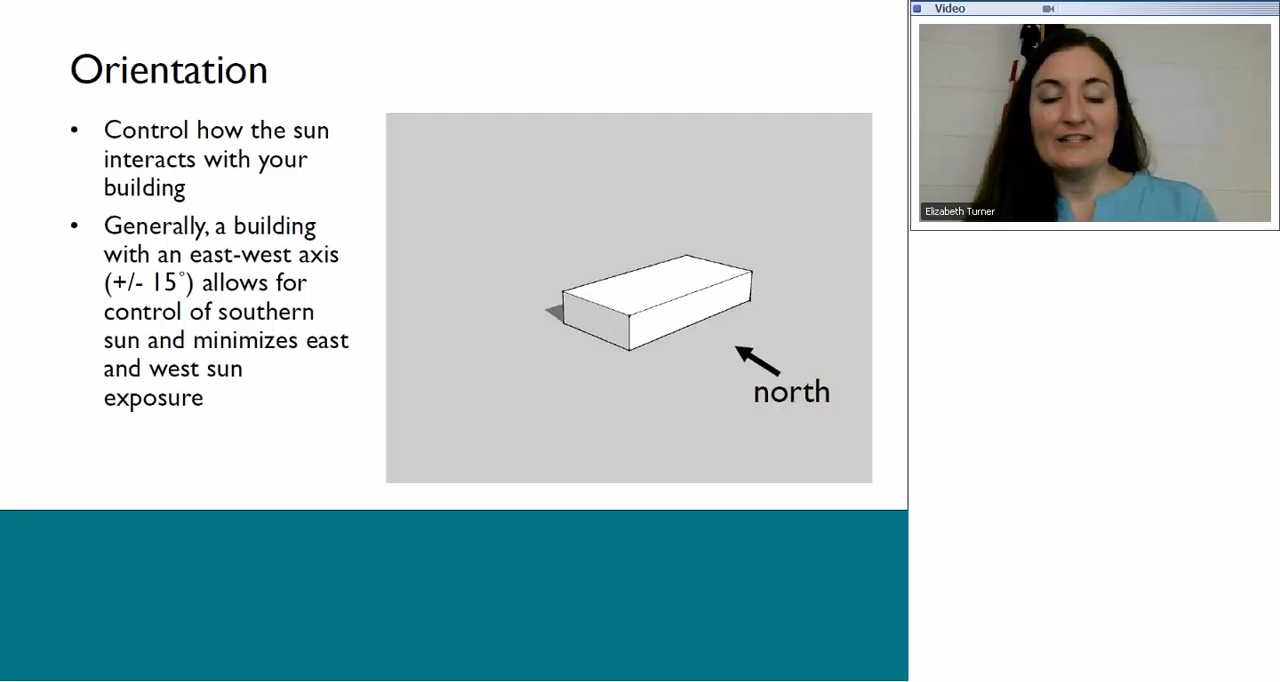 Orientation
• Control how the sun
interacts with your
building
• Generally, a building
with an east-west axis
(+/- 15°) allows for
control of southern
sun and minimizes east
and west sun
exposure
north
Video
Elizabeth Turner